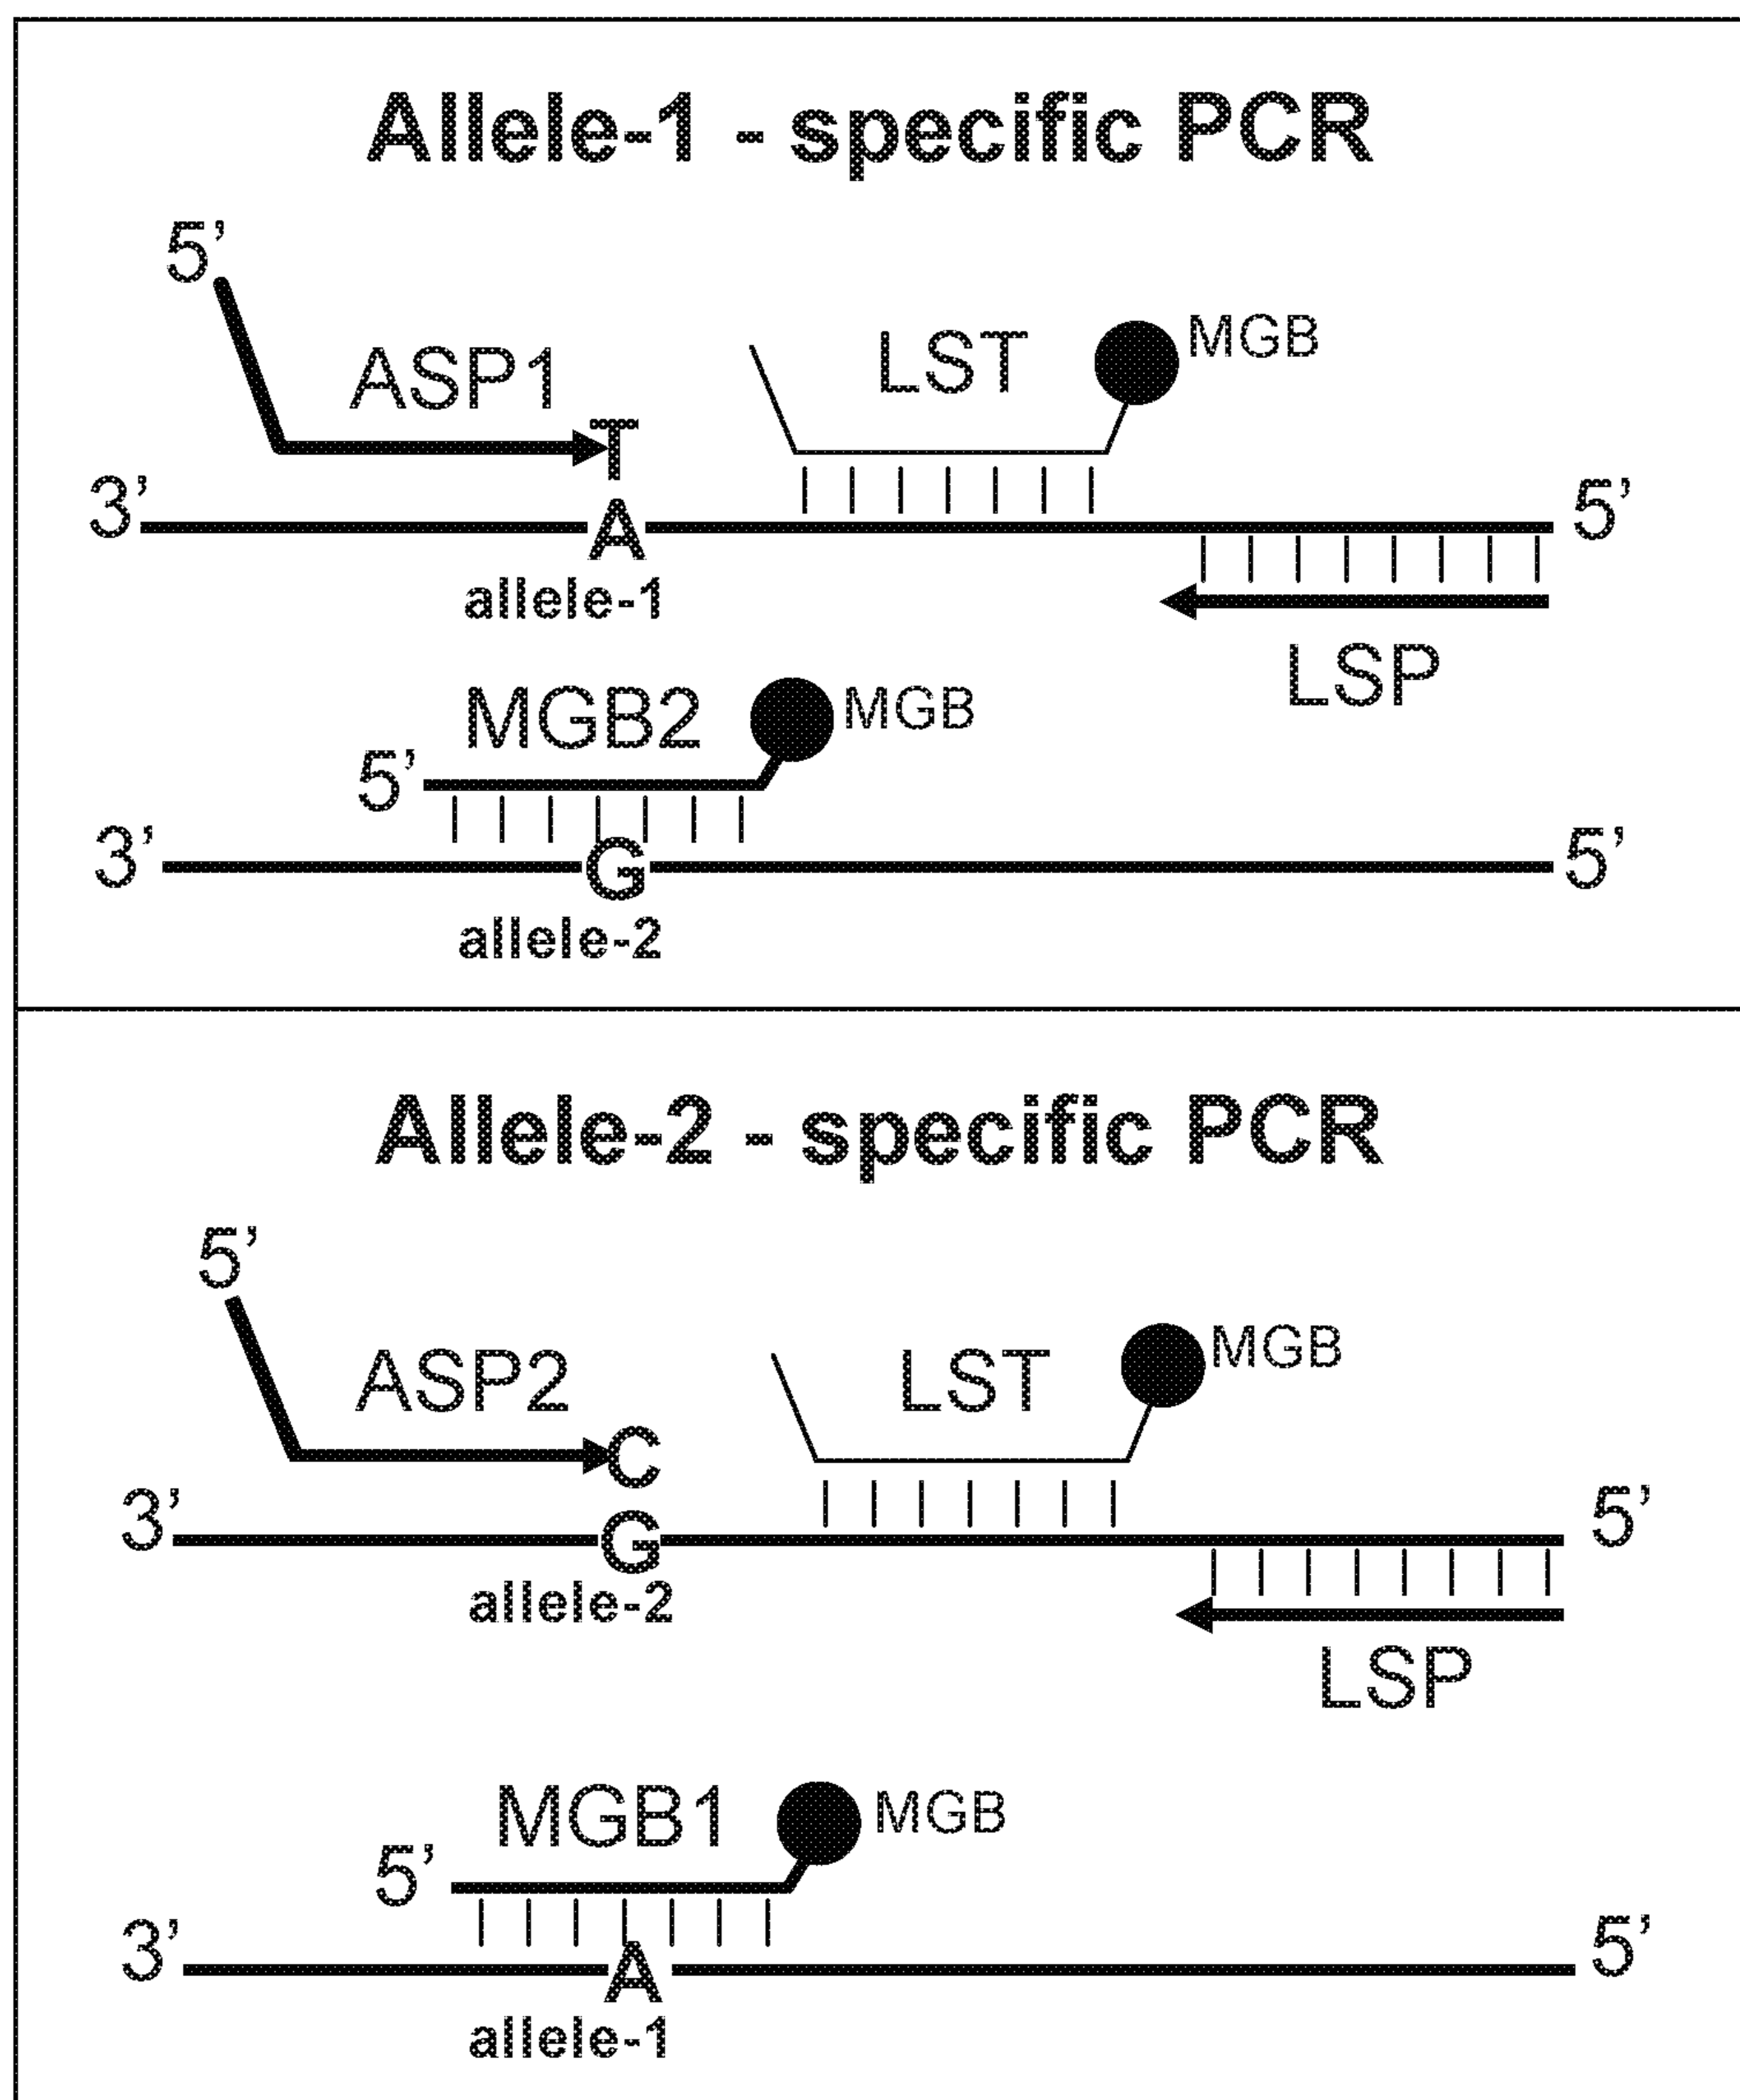 Allele-1 - specific PCR
5'
ASP1
T
LST
MGB
3'
A
5'
allele-1
LSP
MGB2
MGB
5'
3'
G
5'
allele-2
Allele-2 - specific PCR
5'
ASP2
C
LST
MGB
3'
G
5'
allele-2
LSP
MGB1
MGB
5'
3'
A
5'
allele-1